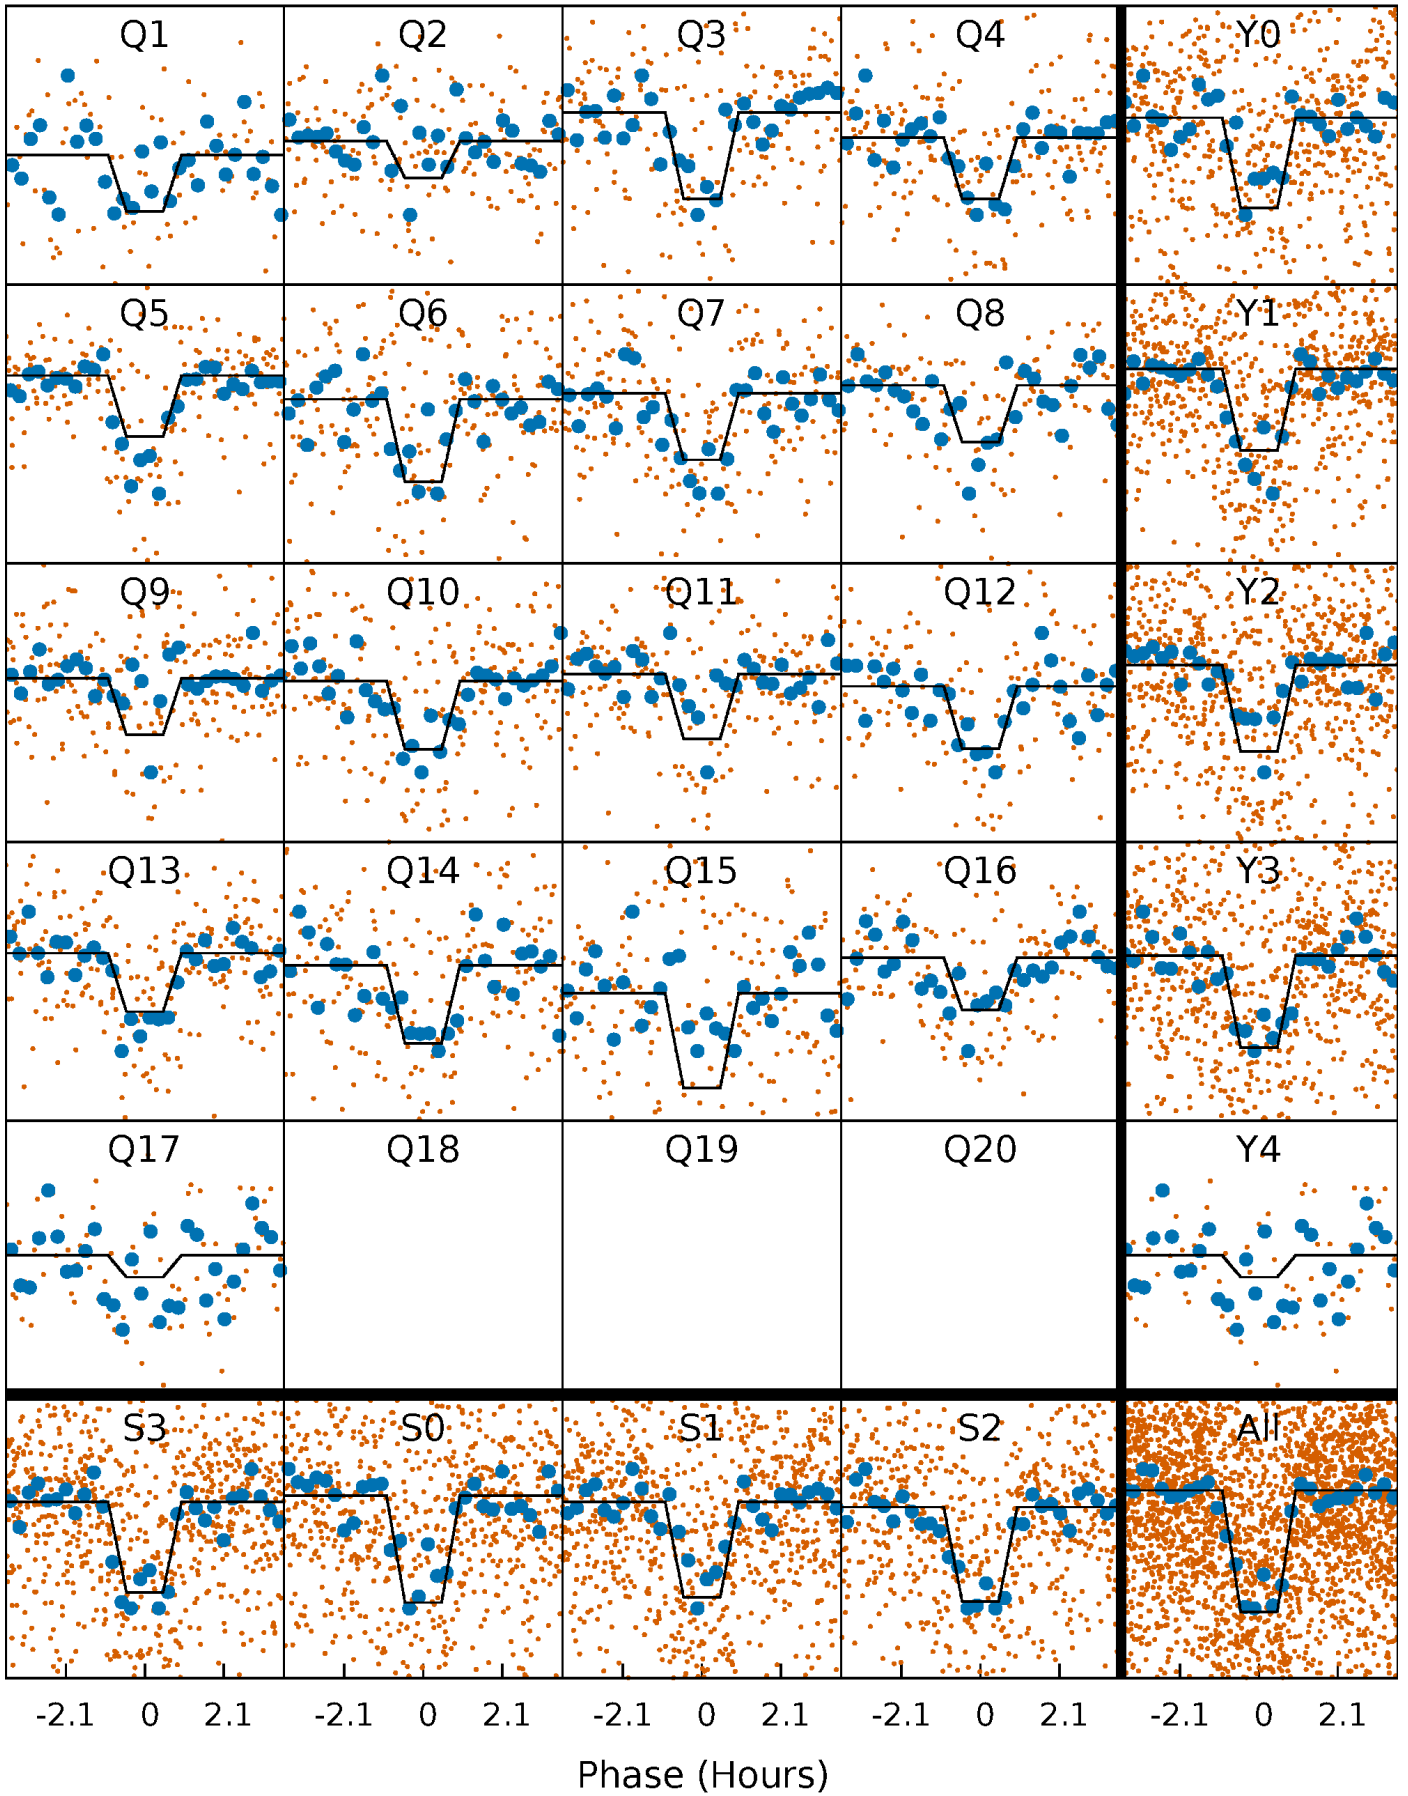 Q1 Q2 Q3 Q4 Y0
Q5 Q6 Q7 Q8 Y1
Q9 Q10 Q11 Q12 Y2
Q13 Q14 Q15 Q16 Y3
Q17 Q18 Q19 Q20 Y4
S3 S0 S1 S2 All
-2.1 0 2.1 -2.1 0 2.1 -2.1 0 2.1 -2.1 0 2.1 -2.1 0 2.1
Phase (Hours)